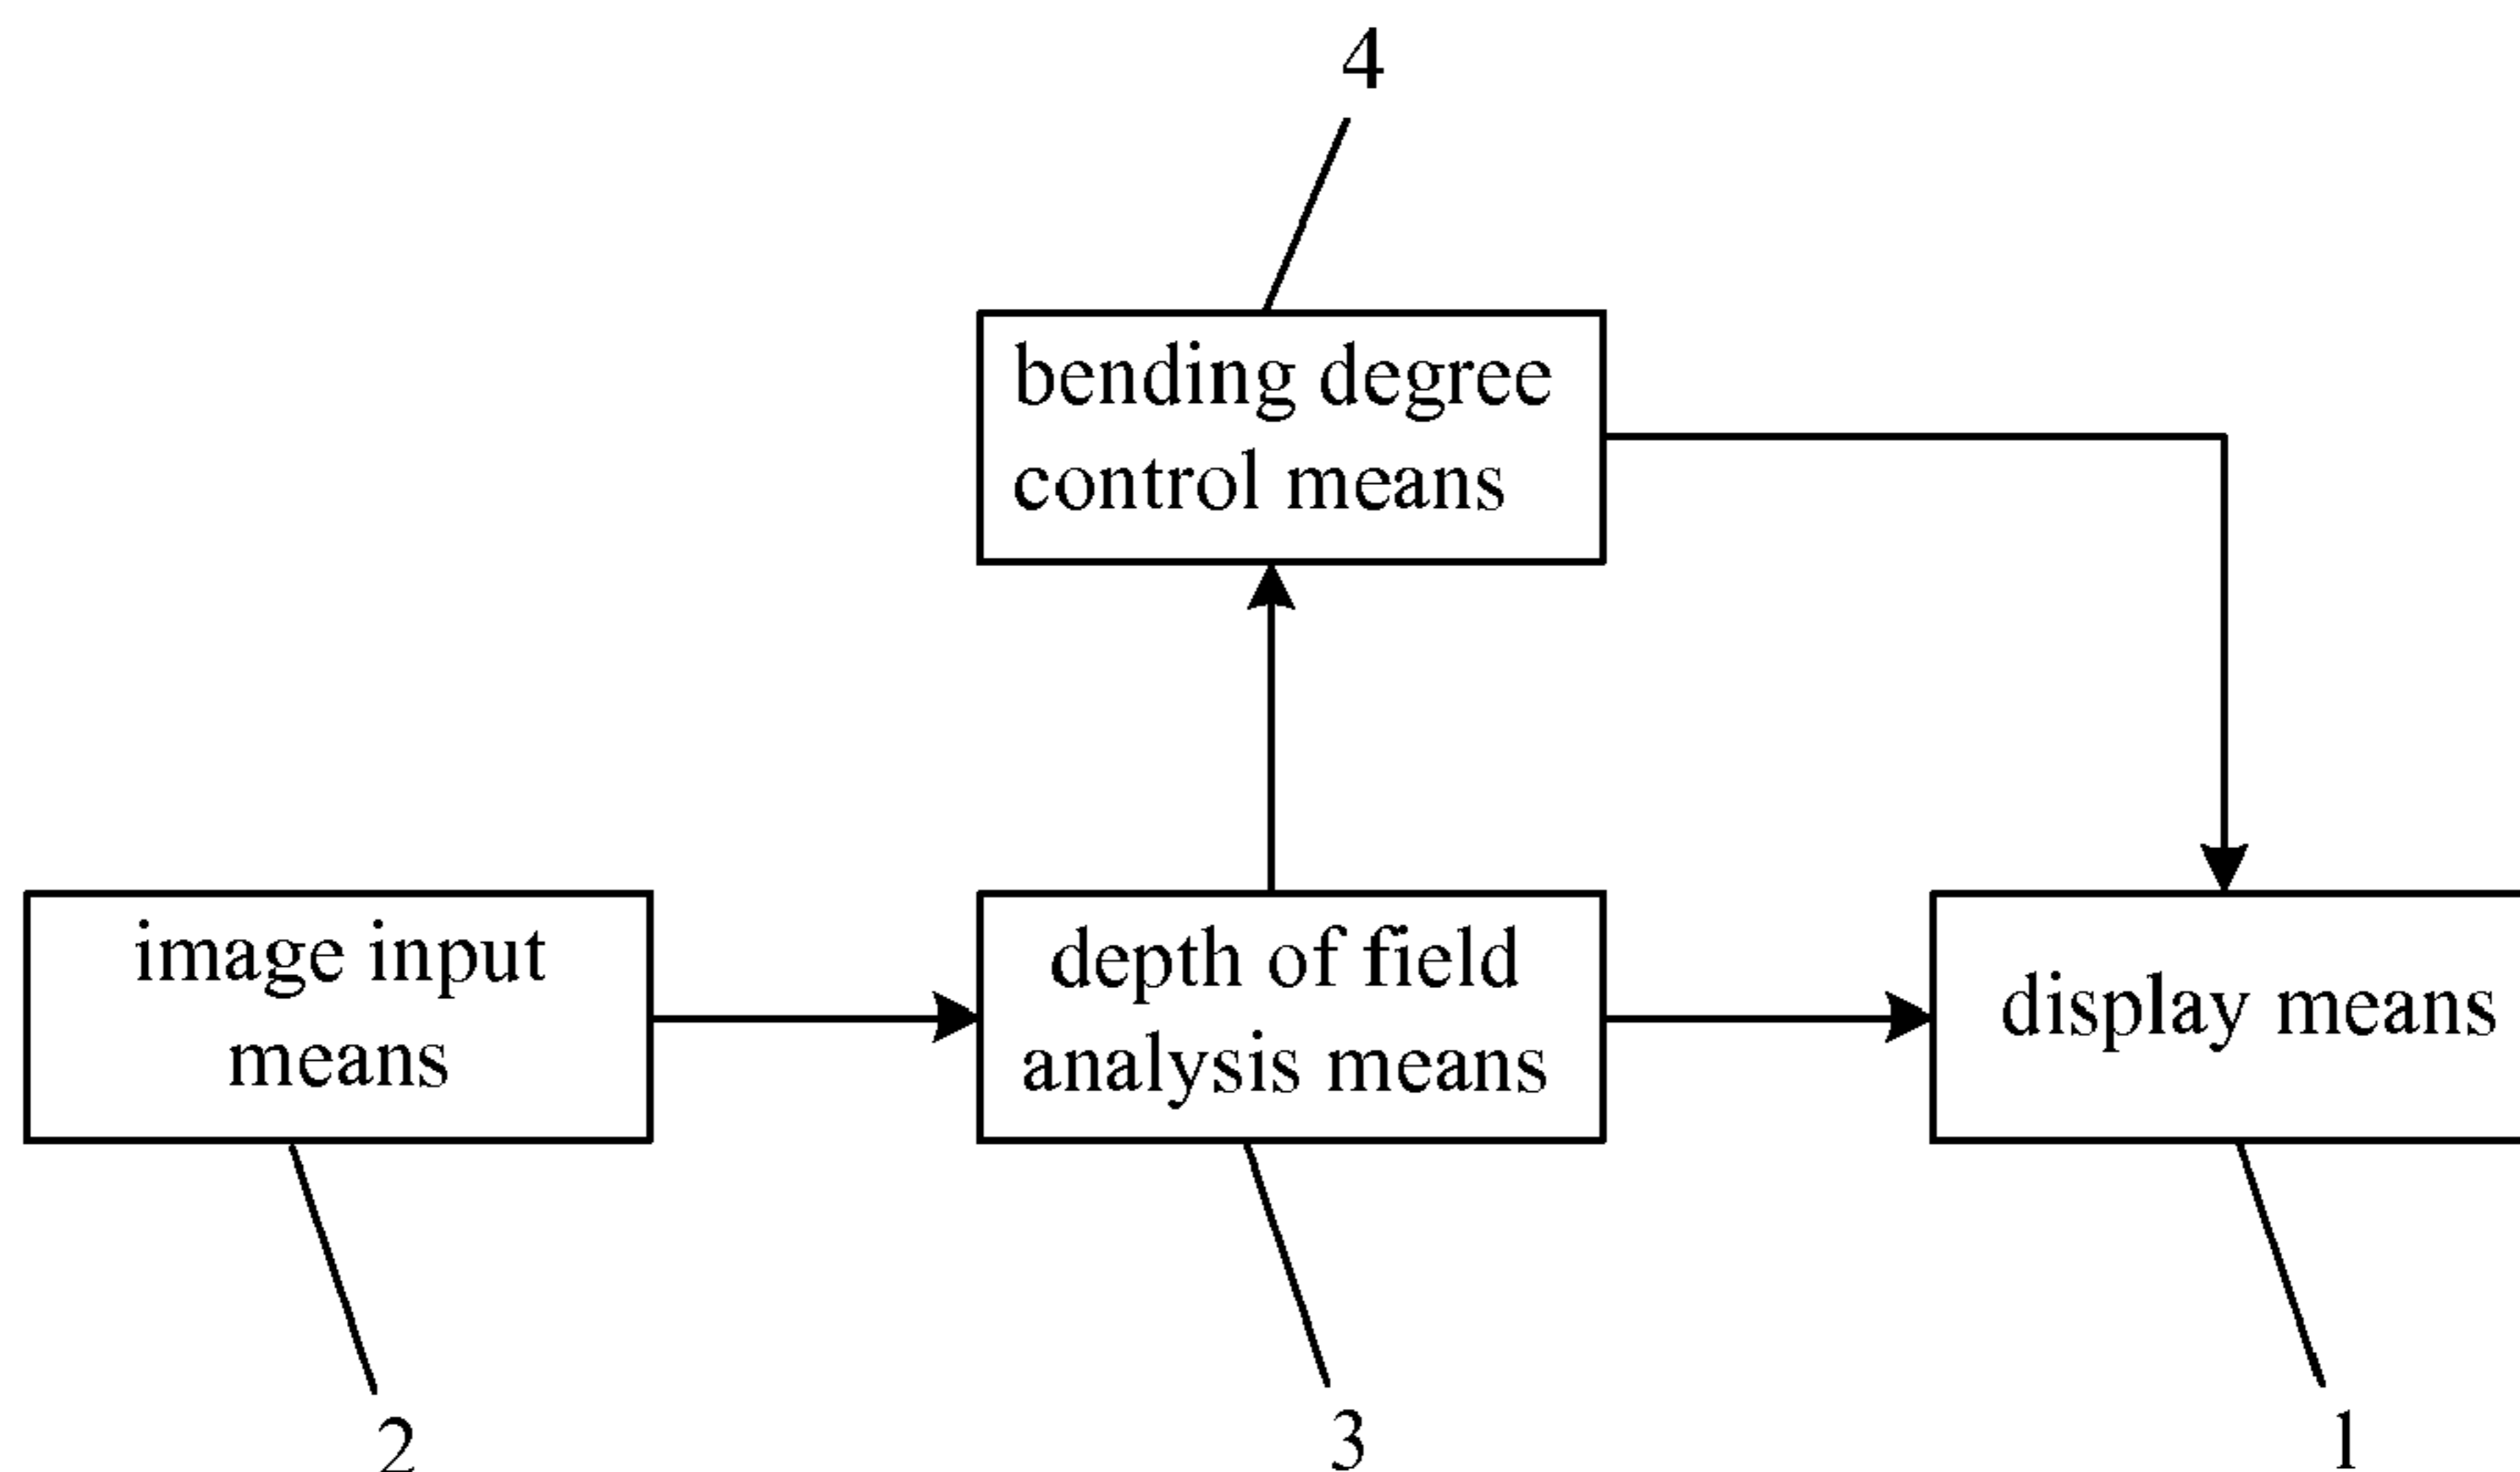 4
bending degree
control means
image input
means
depth of field
analysis means
display means
2
3
1